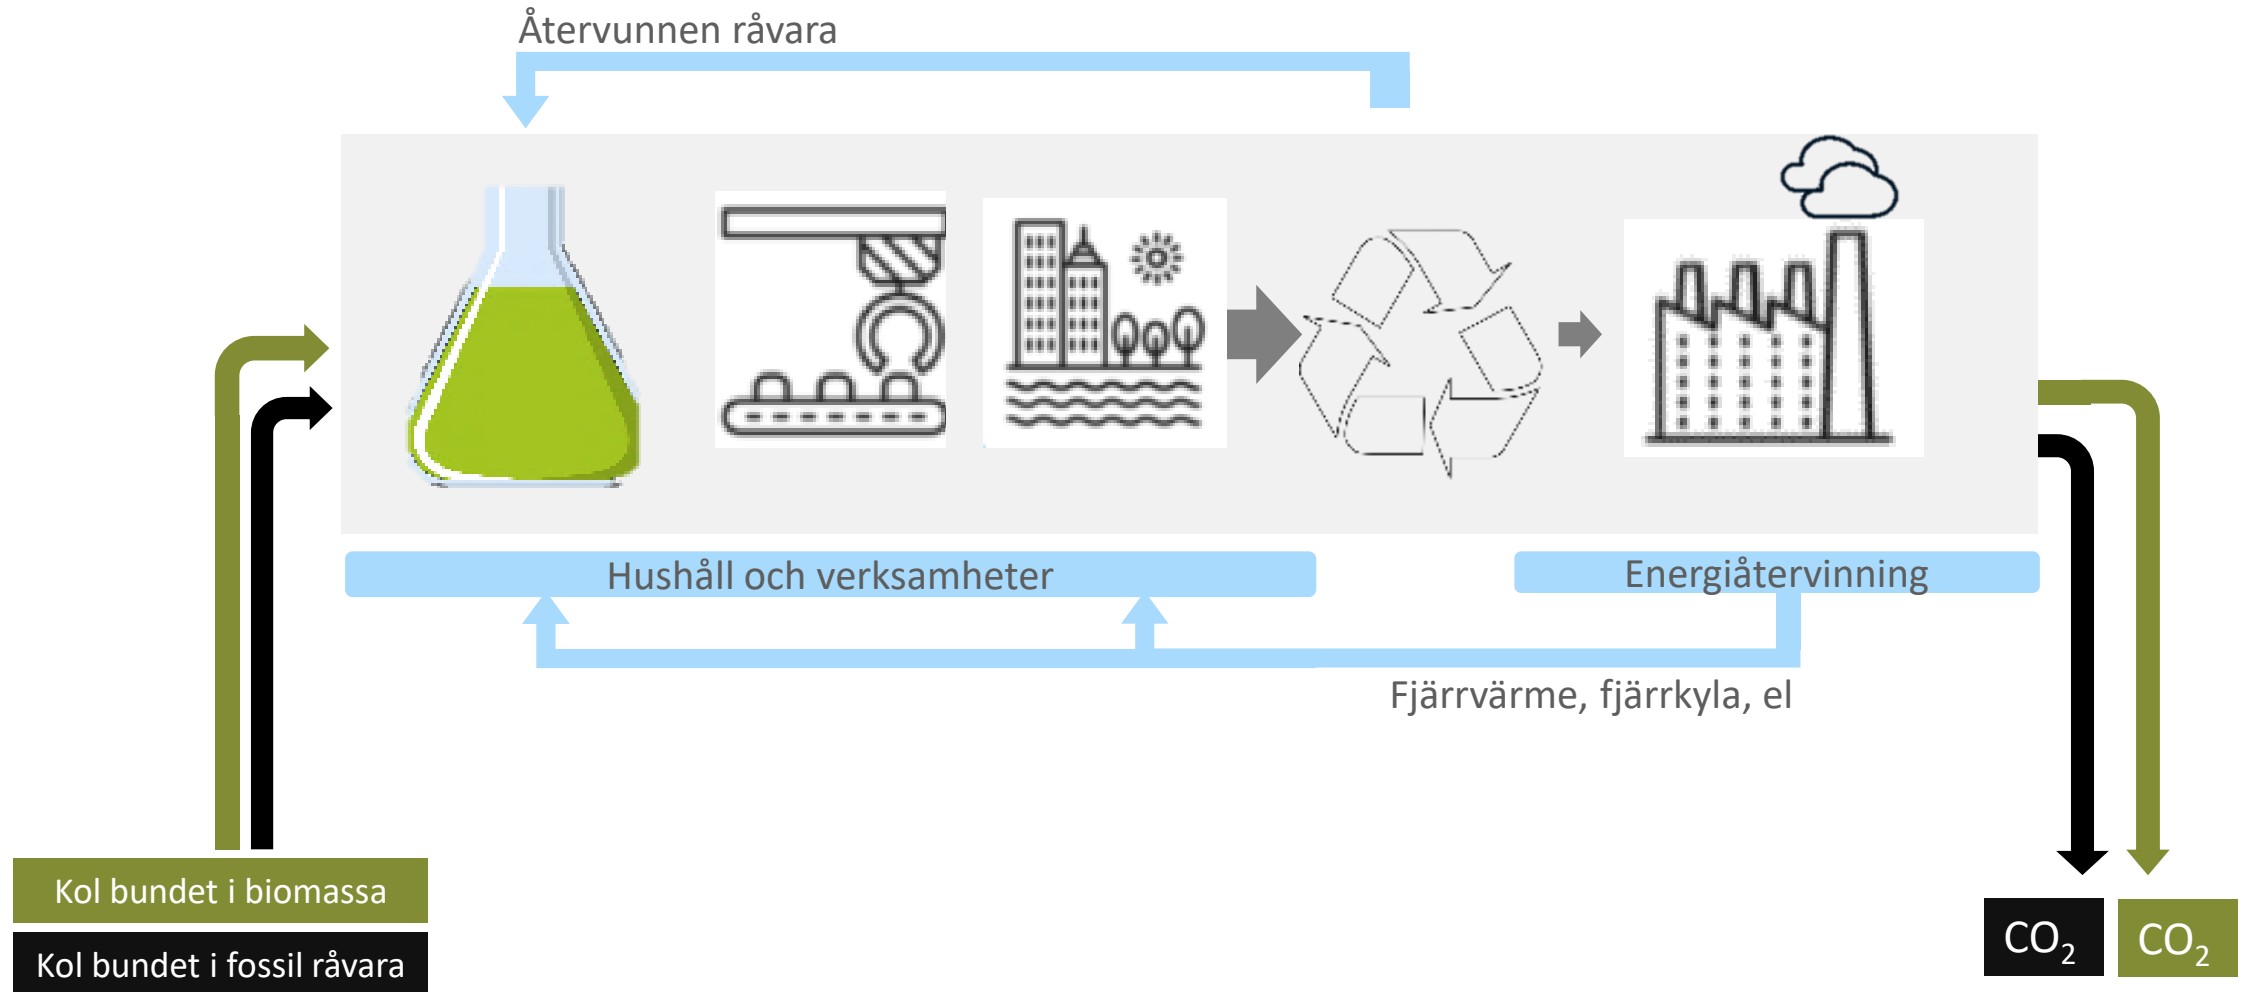 Återvunnen råvara
Hushåll och verksamheter
Energiåtervinning
Fjärrvärme, fjärrkyla, el
Kol bundet i biomassa
Kol bundet i fossil råvara
CO₂
CO₂